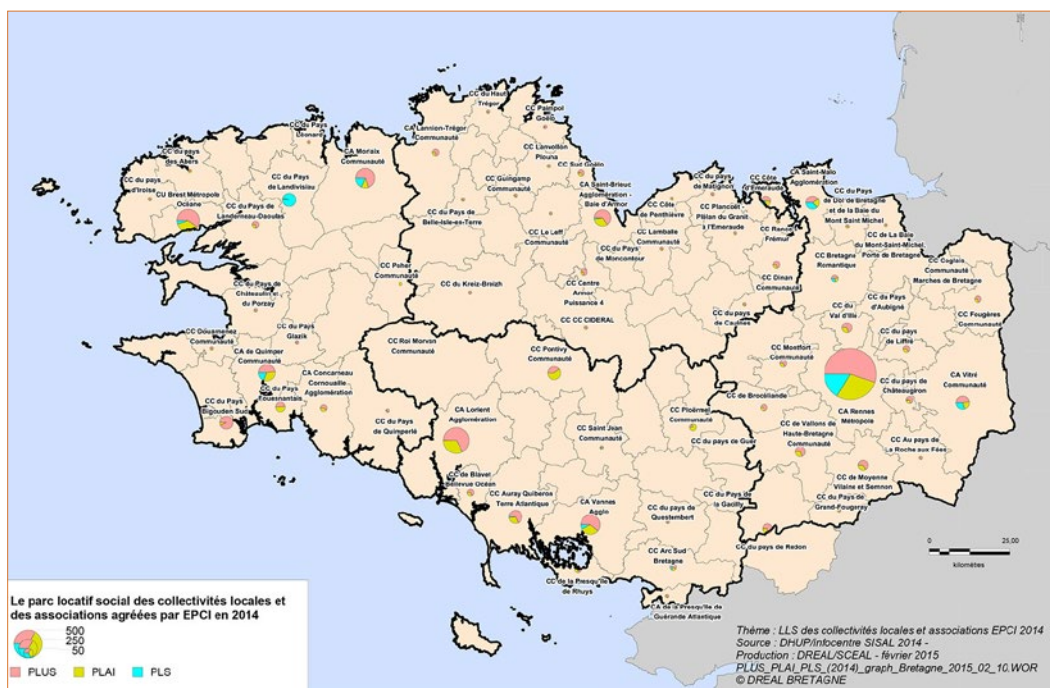 CC du Haut
Trégor
CC Paimpol
Goëlo
CA Lannion-Trégor
Communauté
CC du Pays
Léonard
CC du pays
des Abers
CA Morlaix
Communauté
CC Lanvollon
Plouha
CC Sud Goëlo
CC du pays
d'Iroise
CC du Pays
de Landivisiau
CC Guingamp
Communauté
CA Saint-Brieuc
Agglomération -
Baie d'Armor
CC du pays
de Matignon
CC Côte
d'Emeraude
CA Saint-Malo
Agglomération
CU Brest Métropole
Océane
CC du Pays de
Landerneau-Daoulas
CC du Pays de
Belle-Isle-en-Terre
CC Côte
de Penthièvre
CC Plancoët -
Plélan du Granit
à l'Emeraude
CC Rance
Frémur
CC du Pays
de Dol de Bretagne
et de la Baie du
Mont Saint Michel
CC Le Leff
Communauté
CC Lamballe
Communauté
CC de La Baie
du Mont-Saint-Michel
Porte de Bretagne
CC du Pays
de Moncontour
CC Bretagne
Romantique
CC Coglais
Communauté
Marches de Bretagne
CC Poher
Communauté
CC Dinan
Communauté
CC du Pays de
Châteaulin et
du Porzay
CC du Kreiz-Breizh
CC Centre
Armor
Puissance 4
CC du
Val d'Ille
CC du Pays
d'Aubigné
CC Fougères
Communauté
CC du pays
de Caulnes
CC CC CIDERAL
CC du Pays
Glazik
CC Douarnenez
Communauté
CC Roi Morvan
Communauté
CC du pays
de Liffré
CC Montfort
Communauté
CA de Quimper
Communauté
CC Pontivy
Communauté
CA Concarneau
Cornouaille
Agglomération
CC du Pays
Fouesnantais
CC du pays de
Châteaugiron
CA Vitré
Communauté
CC de Brocéliande
CC du Pays
Bigouden Sud
CA Lorient
Agglomération
CC Ploërmel
Communauté
CA Rennes
Métropole
CC du Pays
de Quimperlé
CC Saint Jean
Communauté
CC de Vallons de
Haute-Bretagne
Communauté
CC du pays de Guer
CC Au pays de
La Roche aux Fées
CC de Blavet
Bellevue Océan
CC de Moyenne
Vilaine et Semnon
CC Auray Quiberon
Terre Atlantique
CA Vannes
Agglo
CC du Pays de
la Gacilly
CC du Pays de
Grand-Fougeray
CC du pays de
Questembert
CC Arc Sud
Bretagne
CC du pays de Redon
CC de la Presqu'île de
Rhuys
CA de la Presqu'île de
Guérande Atlantique
0 25,00
kilomètres
Le parc locatif social des collectivités locales et
des associations agréées par EPCI en 2014
500
250
50
PLUS PLAI PLS
Thème : LLS des collectivités locales et associations EPCI 2014
Source : DHUP/infocentre SISAL 2014 -
Production : DREAL/SCEAL - février 2015
PLUS_PLAI_PLS_(2014)_graph_Bretagne_2015_02_10.WOR
© DREAL BRETAGNE